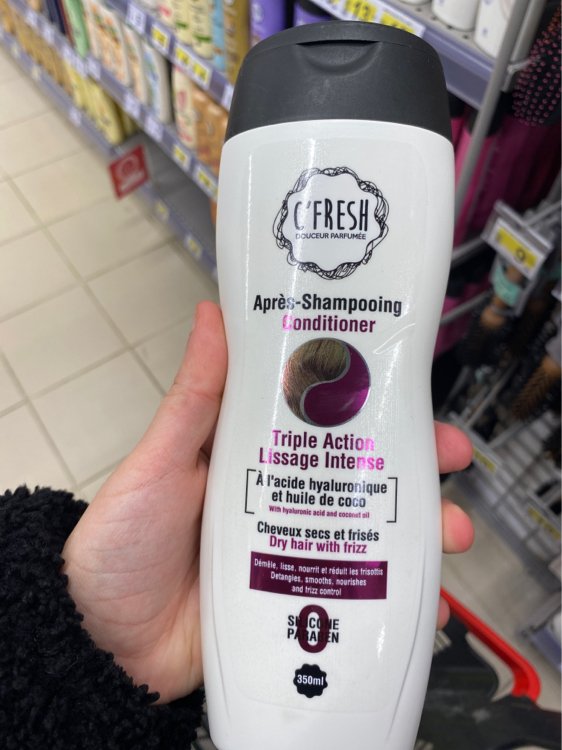 C'FRESH
DOUCEUR PARFUMÉE
Après-Shampooing
Conditioner
Triple Action
Lissage Intense
À l'acide hyaluronique
et huile de coco
With hyaluronic acid and coconut oil
Cheveux secs et frisés
Dry hair with frizz
Démêle, lisse, nourrit et réduit les frisottis
Detangles, smooths, nourishes
and frizz control
0
SILICONE
PARABEN
350ml